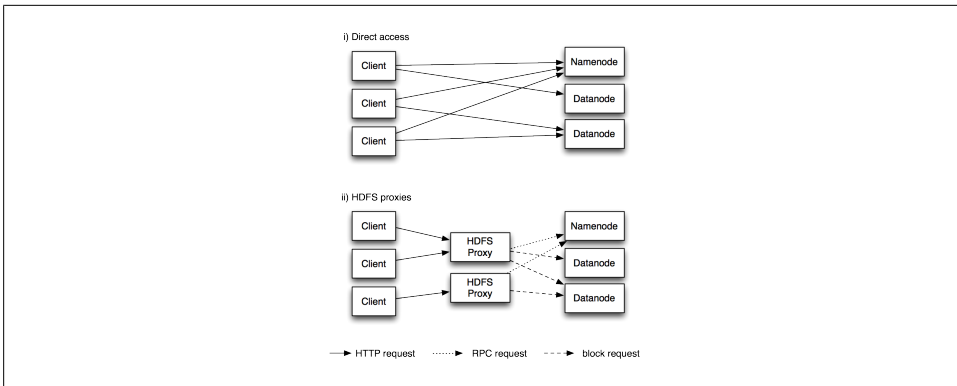 i) Direct access
Client
Client
Client
Namenode
Datanode
Datanode
ii) HDFS proxies
Client
Client
Client
HDFS
Proxy
HDFS
Proxy
Namenode
Datanode
Datanode
HTTP request
RPC request
block request